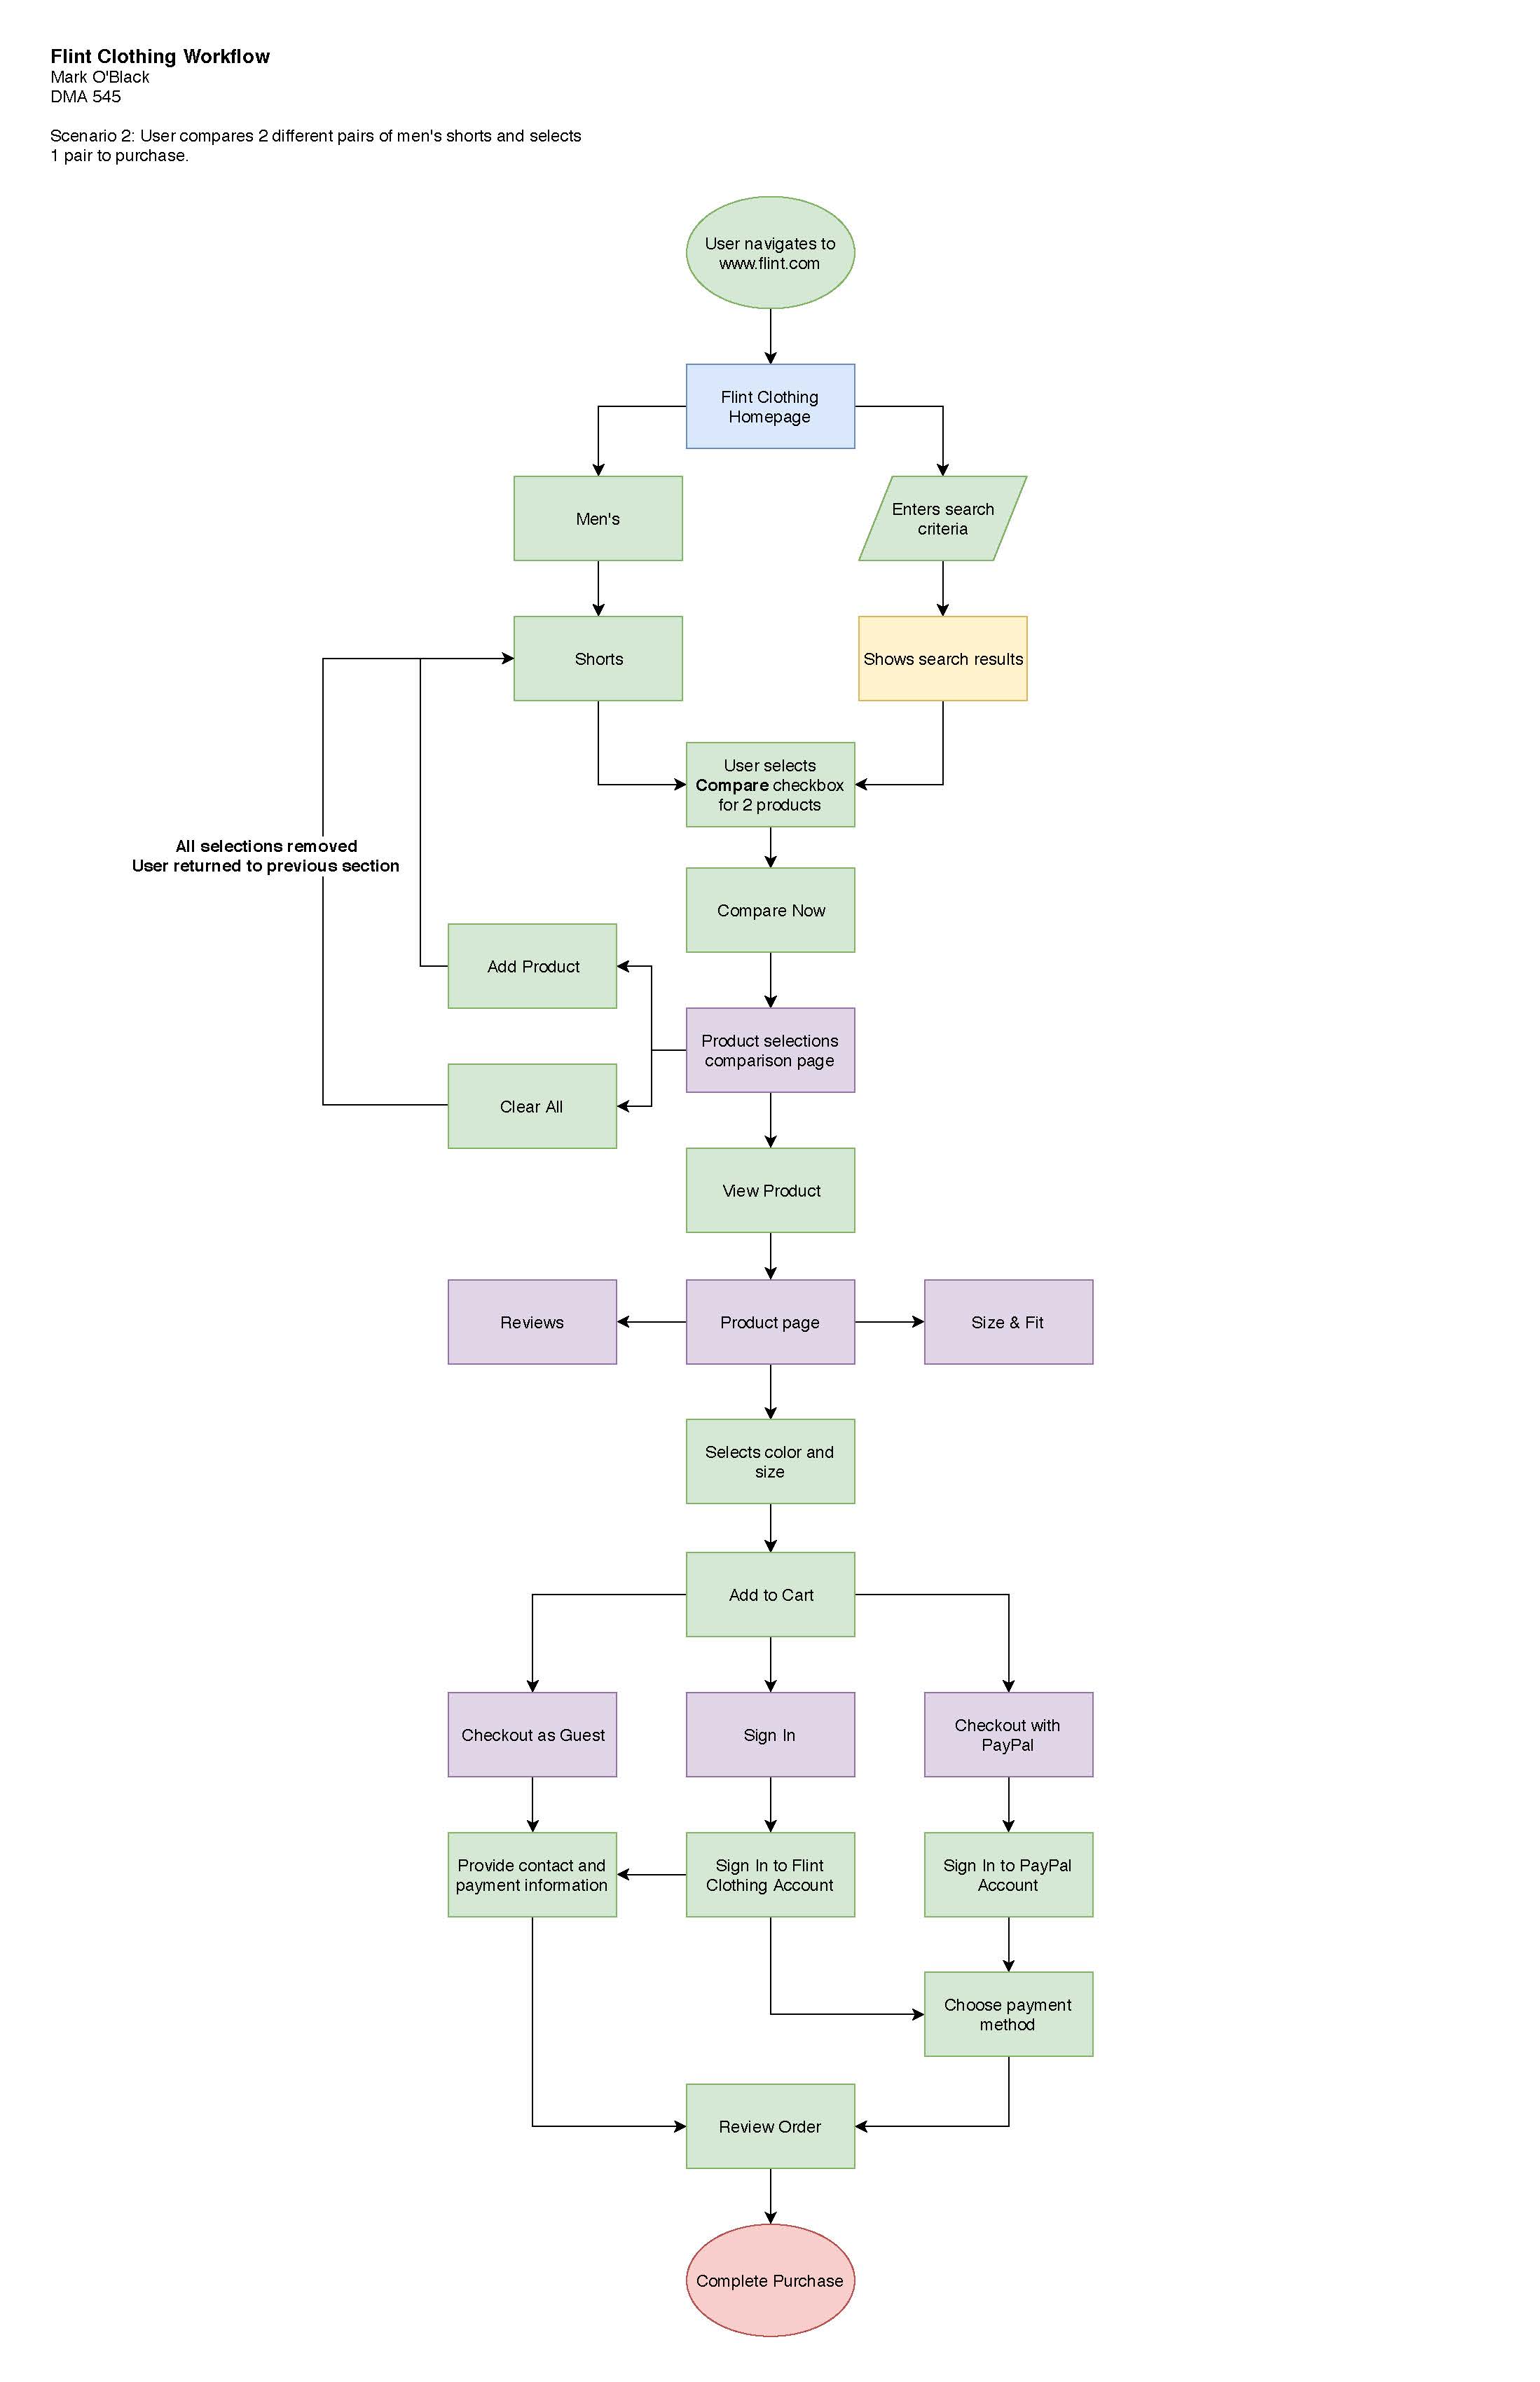 Flint Clothing Workflow
Mark O'Black
DMA 545
Scenario 2: User compares 2 different pairs of men's shorts and selects
1 pair to purchase.
User navigates to
www.flint.com
Flint Clothing
Homepage
Men's
Enters search
criteria
Shorts
Shows search results
User selects
Compare checkbox
for 2 products
All selections removed
User returned to previous section
Compare Now
Add Product
Product selections
comparison page
Clear All
View Product
Reviews
Product page
Size & Fit
Selects color and
size
Add to Cart
Checkout as Guest
Sign In
Checkout with
PayPal
Provide contact and
payment information
Sign In to Flint
Clothing Account
Sign In to PayPal
Account
Choose payment
method
Review Order
Complete Purchase